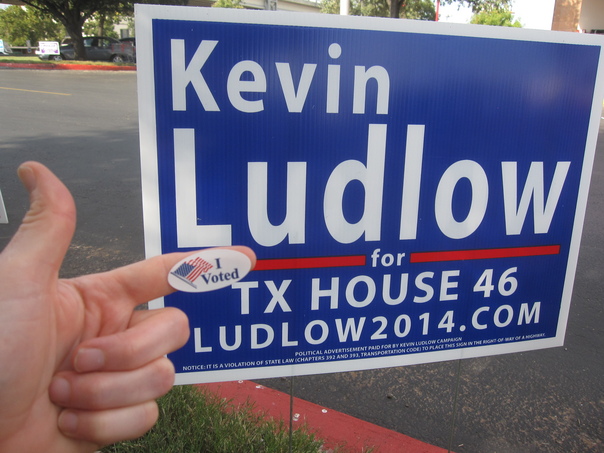 Kevin
Ludlow
for
TX HOUSE 46
LUDLOW2014.COM
POLITICAL ADVERTISEMENT PAID FOR BY KEVIN LUDLOW CAMPAIGN
NOTICE: IT IS A VIOLATION OF STATE LAW (CHAPTERS 392 AND 393, TRANSPORTATION CODE) TO PLACE THIS SIGN IN THE RIGHT-OF-WAY OF A HIGHWAY.
I
Voted